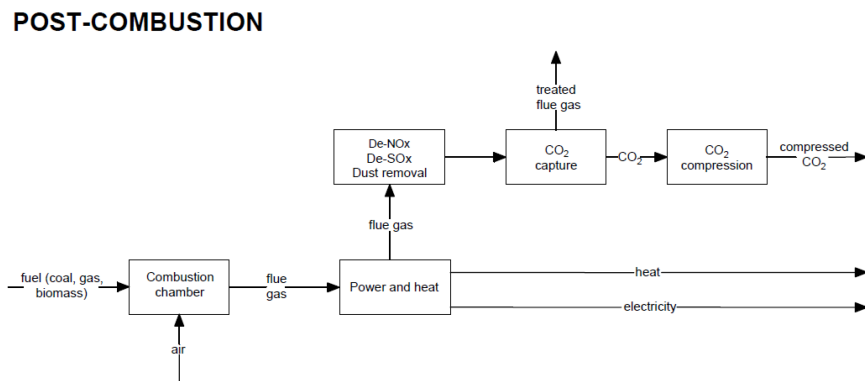 POST-COMBUSTION
treated
flue gas
De-NOx
De-SOx
Dust removal
CO2
capture
CO2
CO2
compression
compressed
CO2
flue gas
fuel (coal, gas,
biomass)
Combustion
chamber
flue
gas
Power and heat
heat
electricity
air